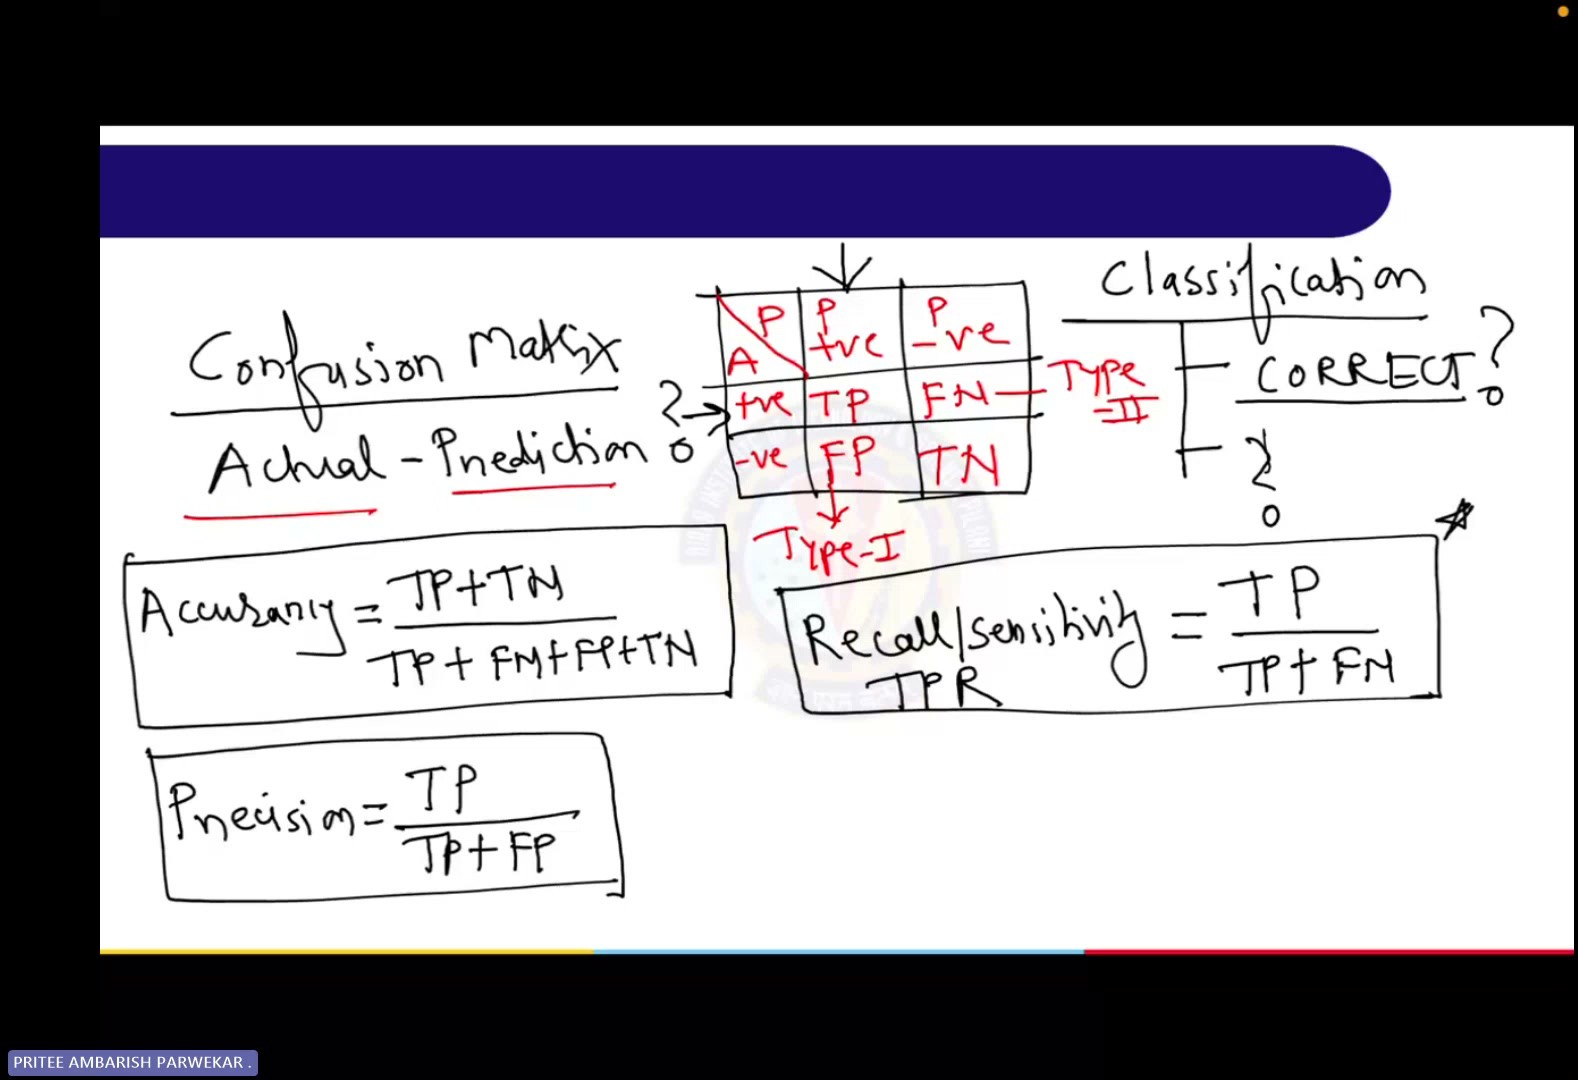 Confusion Matrix
Actual - Prediction ?
P
A
P +ve
P -ve
+ve TP FN
-ve FP TN
Type-II
Type-I
Classification
CORRECT ?
?
Accuracy = TP+TN
TP+FN+FP+TN
Recall/sensitivity = TP
TP+FN
TPR
Precision = TP
TP+FP
PRITEE AMBARISH PARWEKAR .